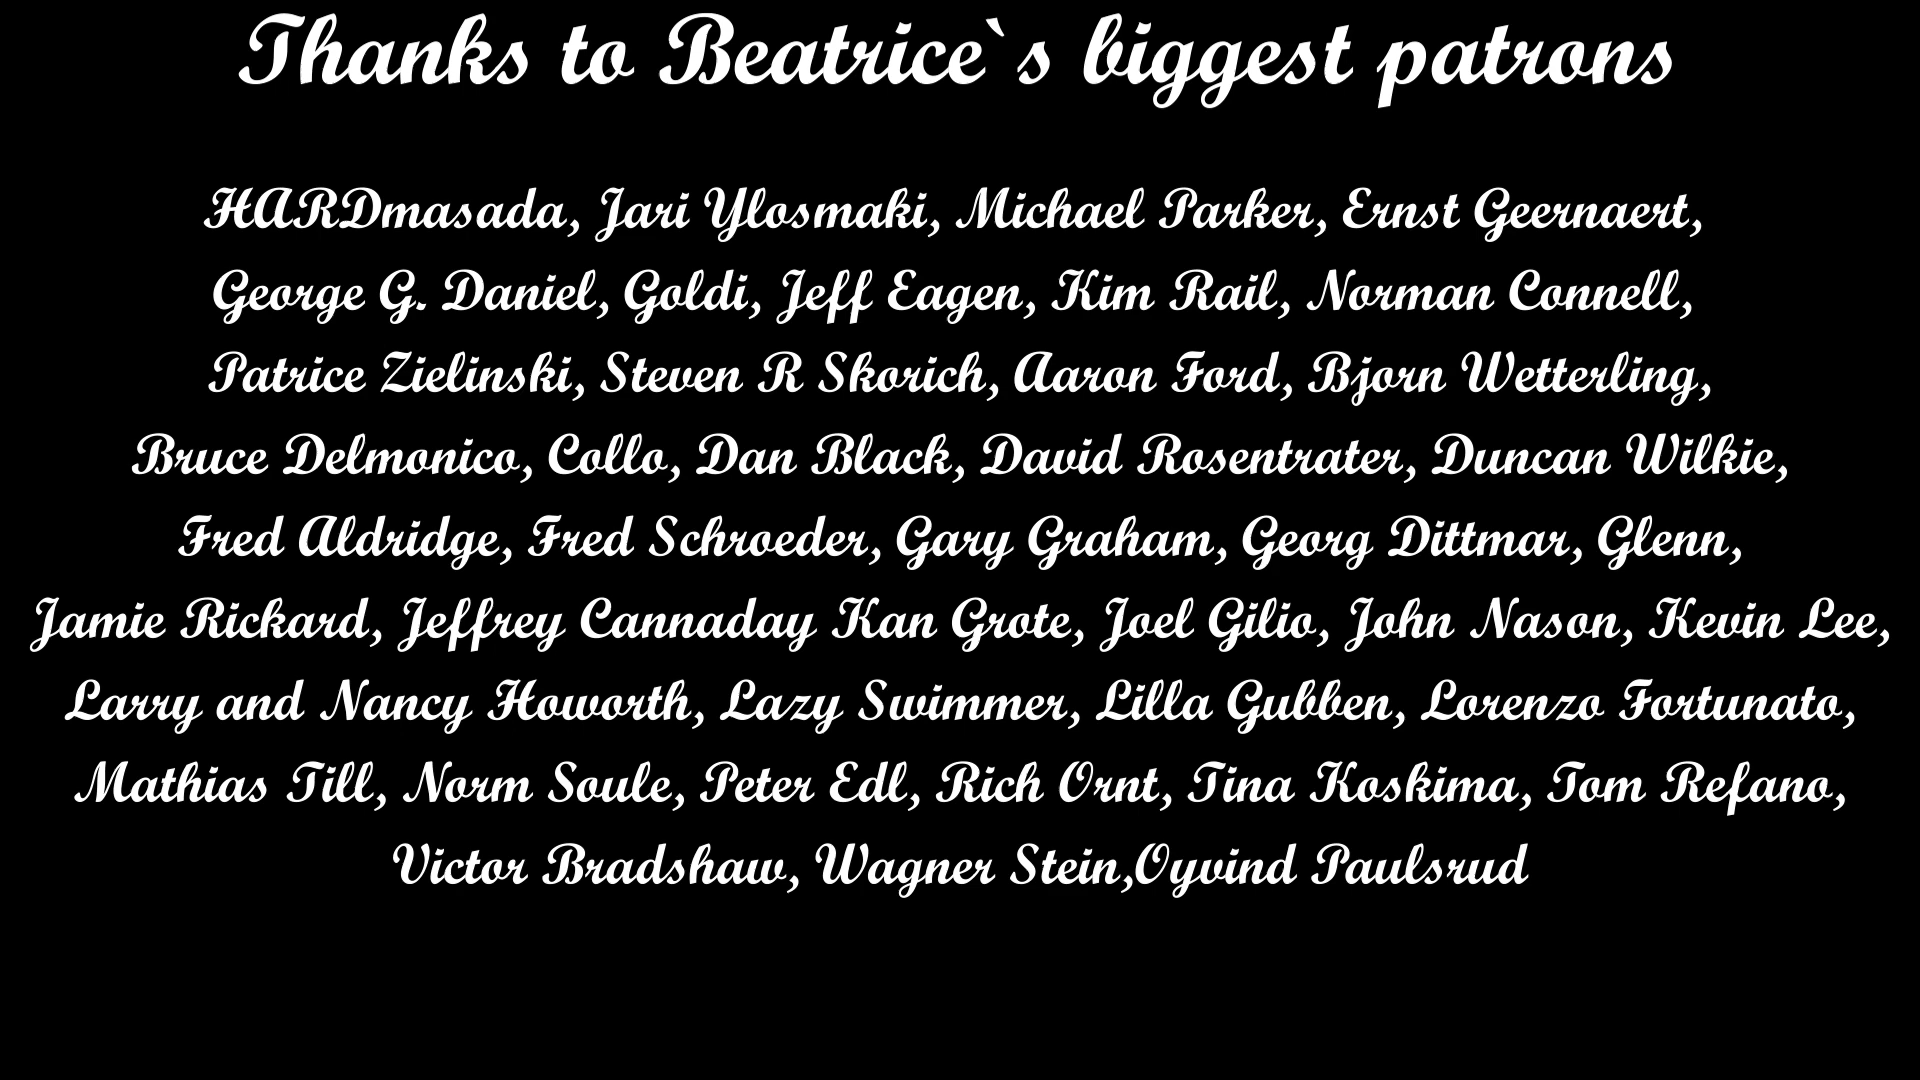 Thanks to Beatrice`s biggest patrons
HARDmasada, Jari Ylosmaki, Michael Parker, Ernst Geernaert,
George G. Daniel, Goldi, Jeff Eagen, Kim Rail, Norman Connell,
Patrice Zielinski, Steven R Skorich, Aaron Ford, Bjorn Wetterling,
Bruce Delmonico, Collo, Dan Black, David Rosentrater, Duncan Wilkie,
Fred Aldridge, Fred Schroeder, Gary Graham, Georg Dittmar, Glenn,
Jamie Rickard, Jeffrey Cannaday Kan Grote, Joel Gilio, John Nason, Kevin Lee,
Larry and Nancy Howorth, Lazy Swimmer, Lilla Gubben, Lorenzo Fortunato,
Mathias Till, Norm Soule, Peter Edl, Rich Ornt, Tina Koskima, Tom Refano,
Victor Bradshaw, Wagner Stein,Oyvind Paulsrud